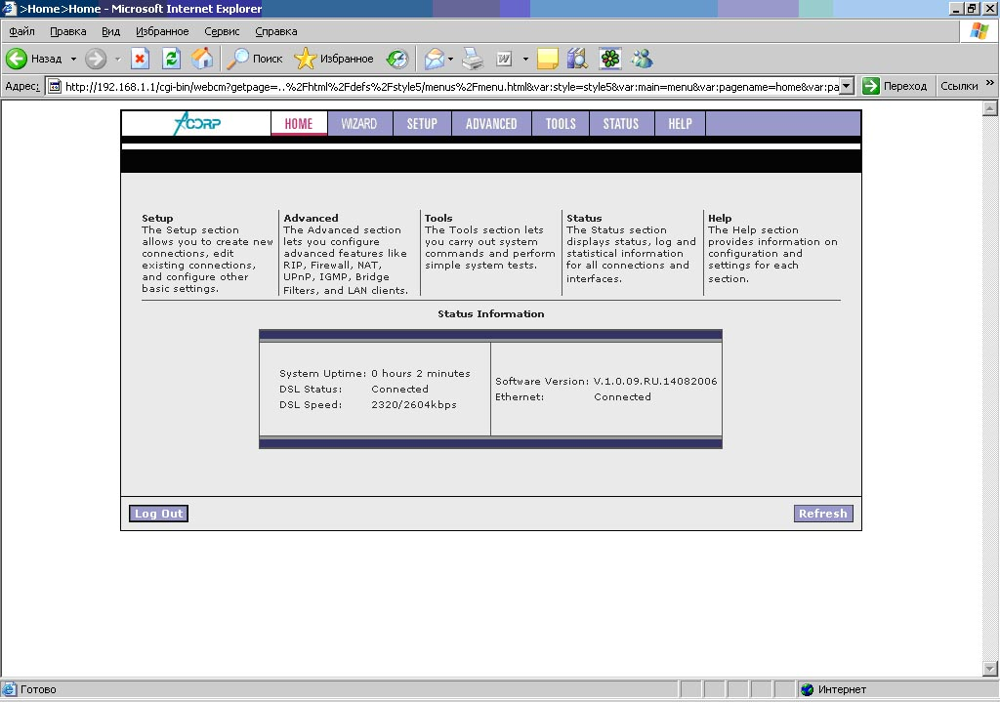 >Home>Home - Microsoft Internet Explorer
Файл Правка Вид Избранное Сервис Справка
Назад Поиск Избранное
Адрес: http://192.168.1.1/cgi-bin/webcm?getpage=..%2Fhtml%2Fdefs%2Fstyle5%2Fmenus%2Fmenu.html&var:style=style5&var:main=menu&var:pagename=home&var:pa Переход Ссылки »
ACORP HOME WIZARD SETUP ADVANCED TOOLS STATUS HELP
Setup
The Setup section
allows you to create new
connections, edit
existing connections,
and configure other
basic settings.
Advanced
The Advanced section
lets you configure
advanced features like
RIP, Firewall, NAT,
UPnP, IGMP, Bridge
Filters, and LAN clients.
Tools
The Tools section lets
you carry out system
commands and perform
simple system tests.
Status
The Status section
displays status, log and
statistical information
for all connections and
interfaces.
Help
The Help section
provides information on
configuration and
settings for each
section.
Status Information
System Uptime: 0 hours 2 minutes
DSL Status: Connected
DSL Speed: 2320/2604kbps
Software Version: V.1.0.09.RU.14082006
Ethernet: Connected
Log Out Refresh
Готово Интернет